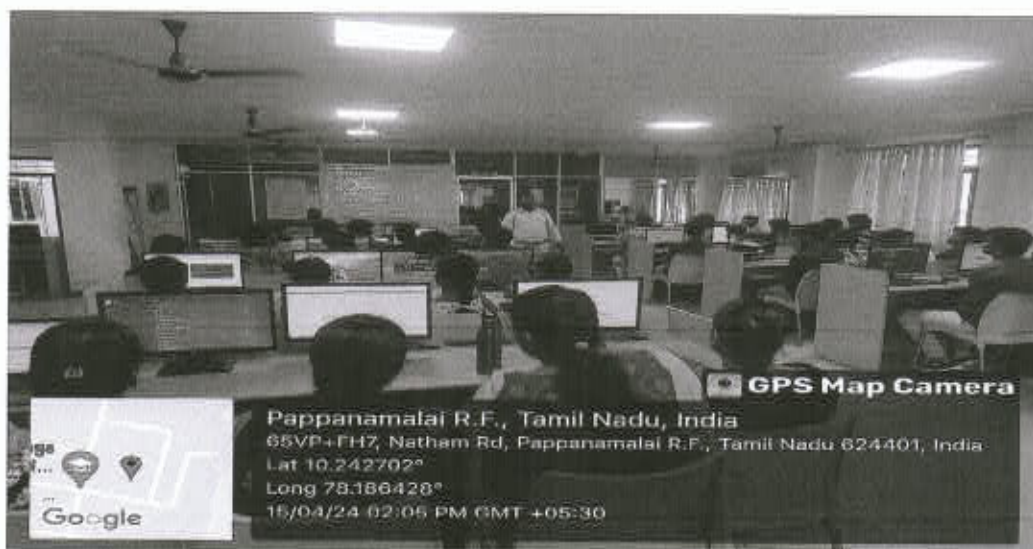 GPS Map Camera
Pappanamalai R.F., Tamil Nadu, India
65VP+FH7, Natham Rd, Pappanamalai R.F., Tamil Nadu 624401, India
Lat 10.242702°
Long 78.186428°
15/04/24 02:05 PM GMT +05:30
Google